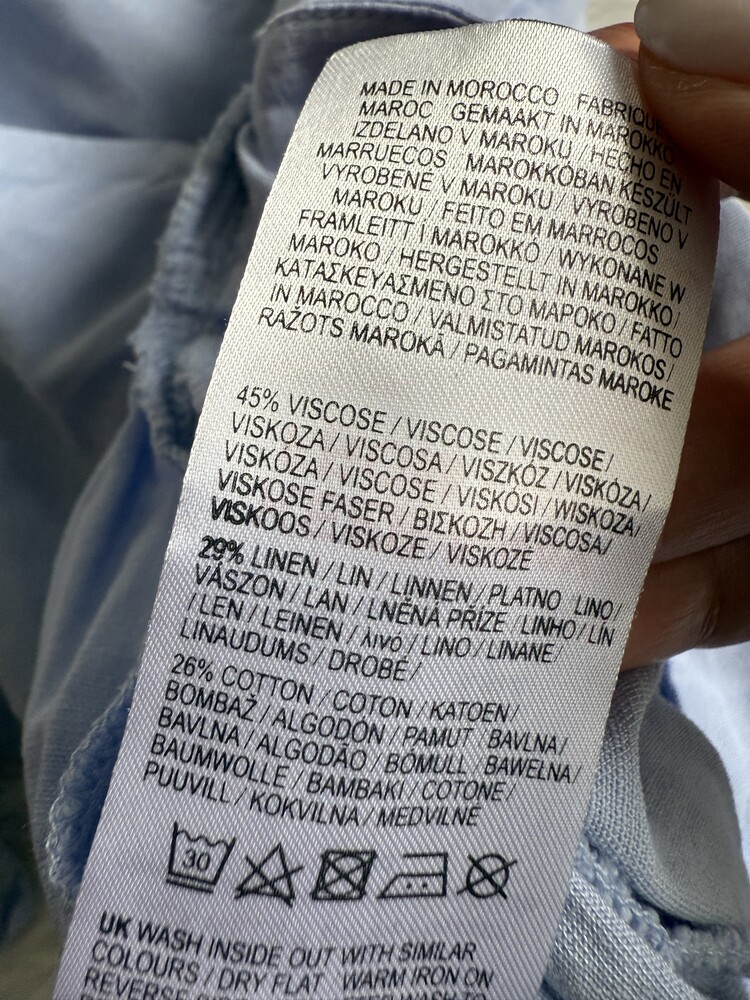 MADE IN MOROCCO FABRIQUÉ
MAROC GEMAAKT IN MAROKKO
IZDELANO V MAROKU / HECHO EN
MARRUECOS MAROKKÓBAN KÉSZÜLT
VYROBENÉ V MAROKU / VYROBENO V
MAROKU / FEITO EM MARROCOS
FRAMLEITT Í MAROKKÓ / WYKONANE W
MAROKO / HERGESTELLT IN MAROKKO /
ΚΑΤΑΣΚΕΥΑΣΜΕΝΟ ΣΤΟ ΜΑΡΟΚΟ / FATTO
IN MAROCCO / VALMISTATUD MAROKOS /
RAŽOTS MAROKĀ / PAGAMINTAS MAROKE
45% VISCOSE / VISCOSE / VISCOSE /
VISKOZA / VISCOSA / VISZKÓZ / VISKÓZA /
VISKÓZA / VISCOSE / VISKÓSI / WISKOZA /
VISKOSE FASER / ΒΙΣΚΟΖΗ / VISCOSA /
VISKOOS / VISKOZE / VISKOZĖ
29% LINEN / LIN / LINNEN / PLATNO LINO /
VÁSZON / LAN / LNĚNÁ PŘÍZE LINHO / LÍN
/ LEN / LEINEN / λινό / LINO / LINANE /
LINAUDUMS / DROBĖ /
26% COTTON / COTON / KATOEN /
BOMBAŽ / ALGODÓN / PAMUT BAVLNA /
BAVLNA / ALGODÃO / BÓMULL BAWEŁNA /
BAUMWOLLE / BAMBAKI / COTONE /
PUUVILL / KOKVILNA / MEDVILNĖ
30
UK WASH INSIDE OUT WITH SIMILAR
COLOURS / DRY FLAT WARM IRON ON
REVERSE